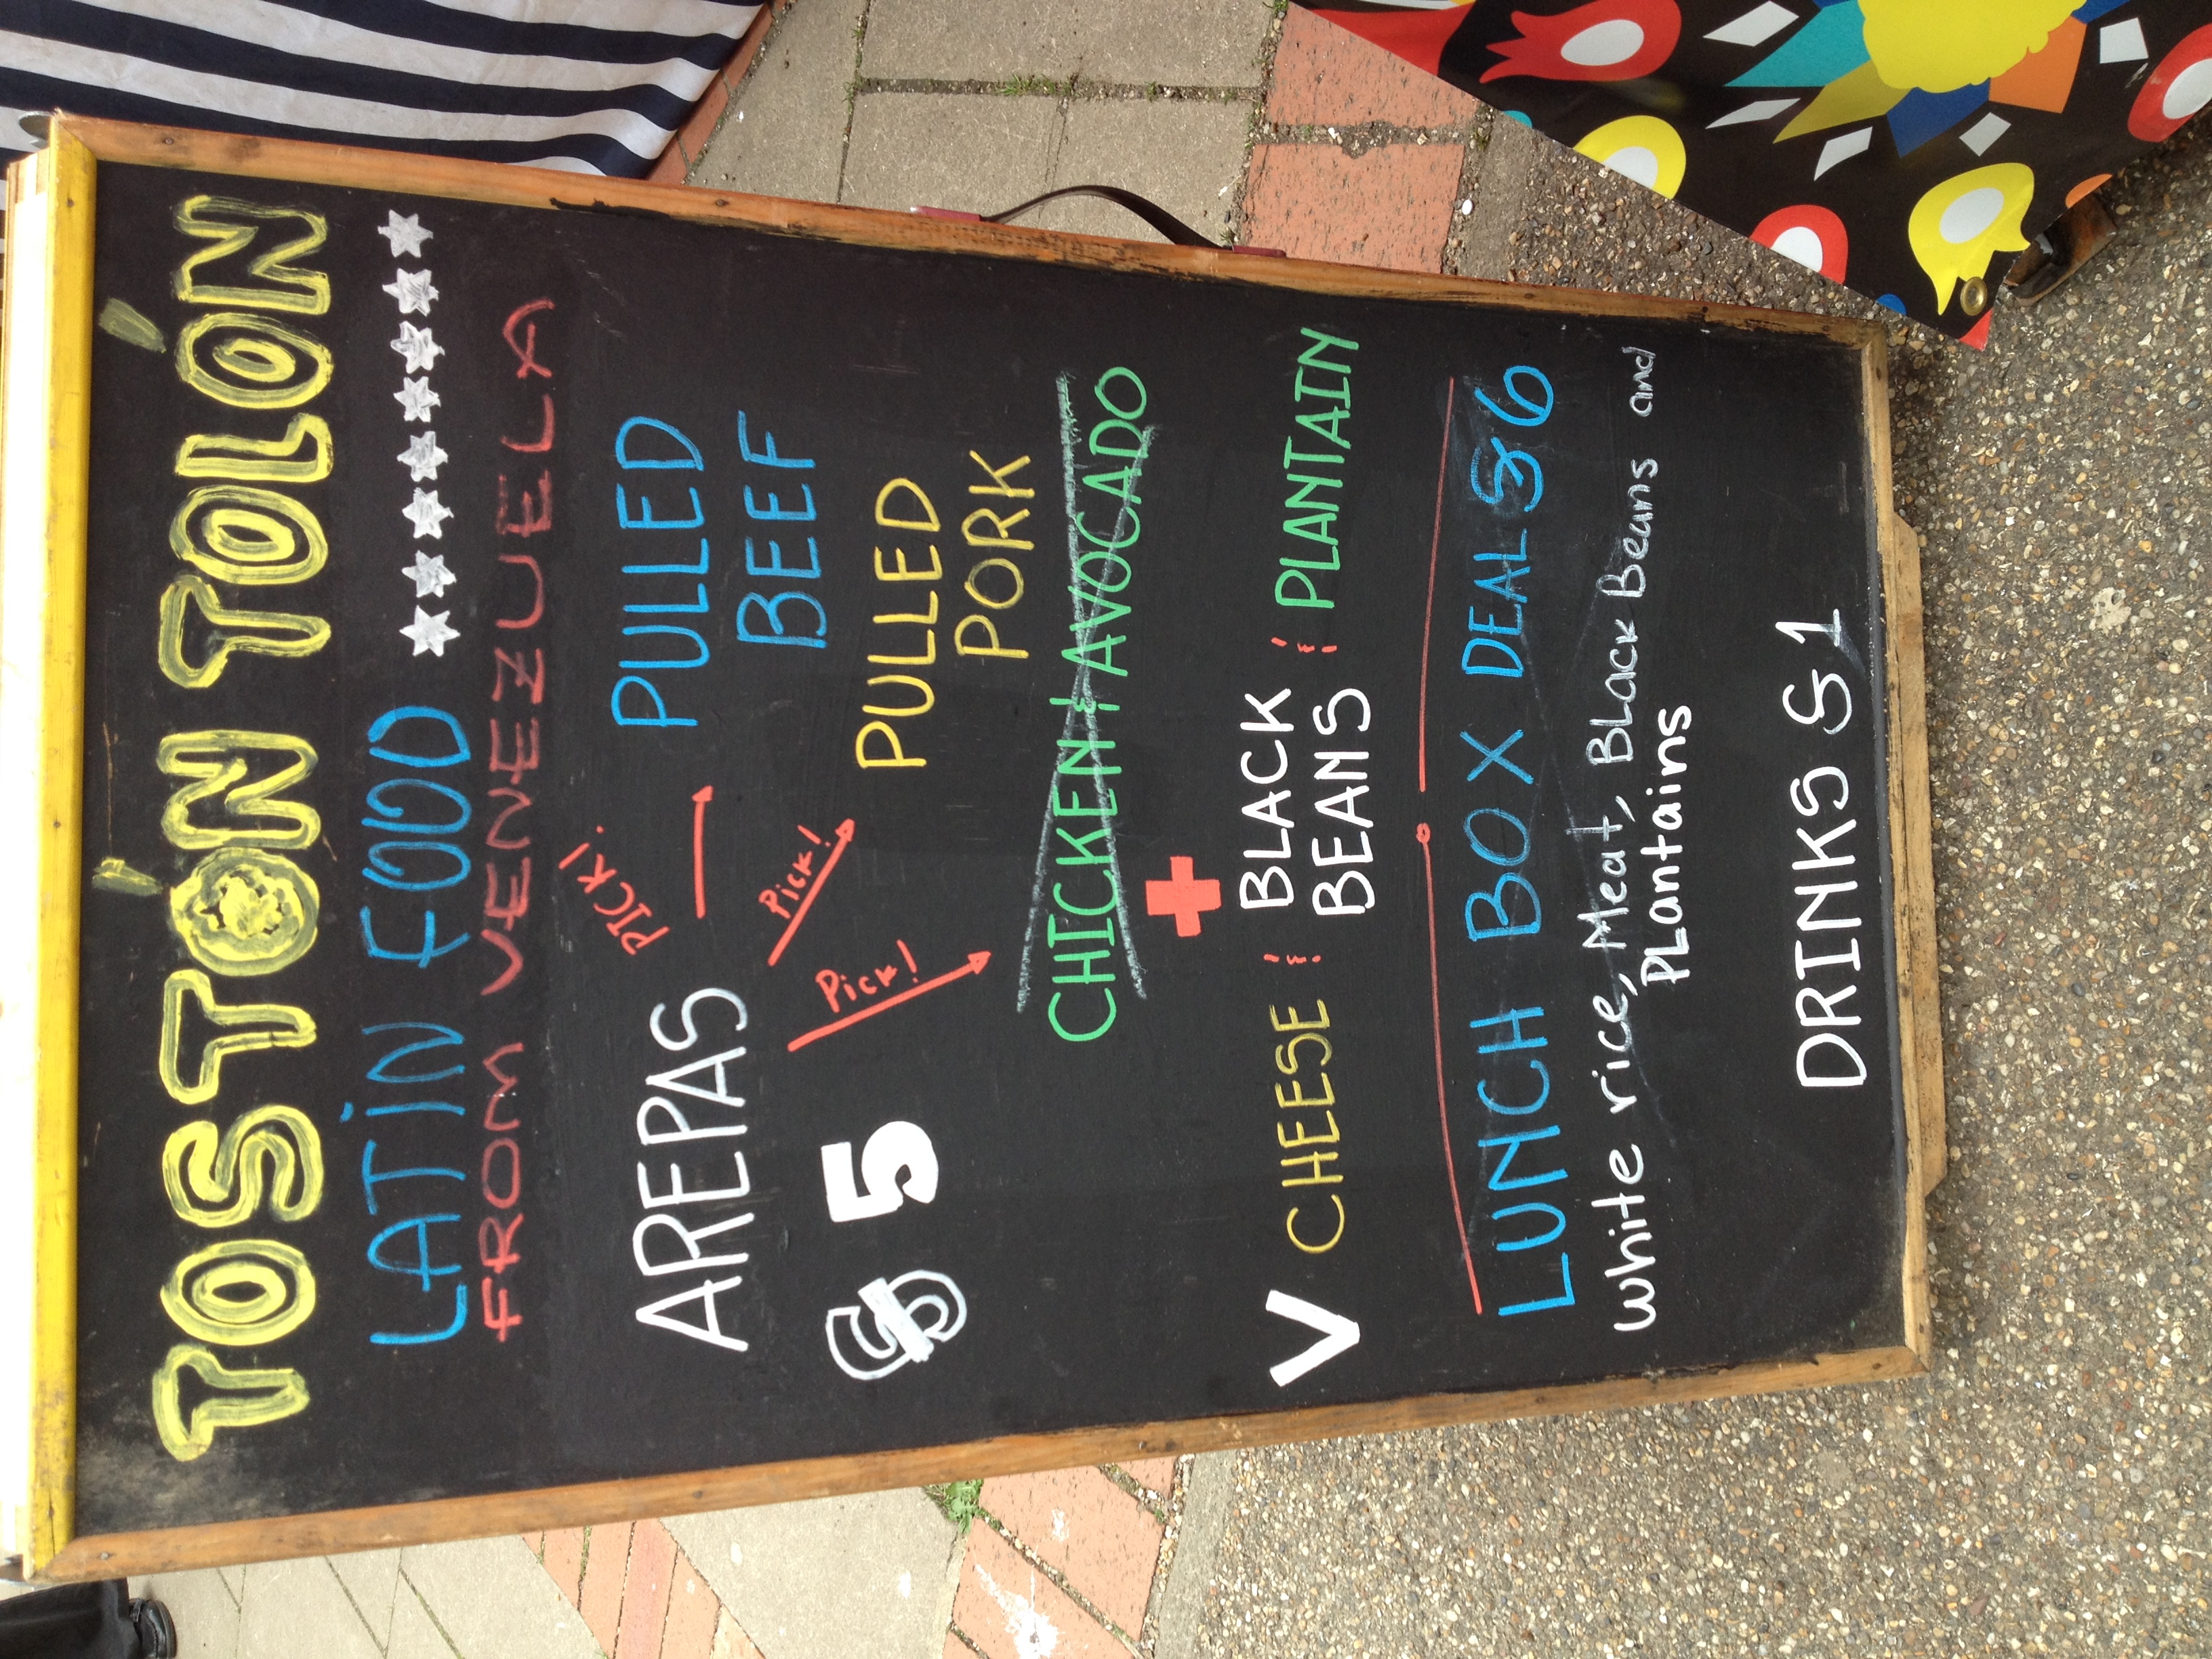 TOSTÓN TOLÓN
LATIN FOOD
FROM VENEZUELA
AREPAS
PICK!
PULLED
BEEF
£ 5
Pick!
Pick!
PULLED
PORK
CHICKEN & AVOCADO
+
V CHEESE & BLACK BEANS & PLANTAIN
LUNCH BOX DEAL £6
White rice, Meat, BLack Beans and
PLantains
DRINKS £1